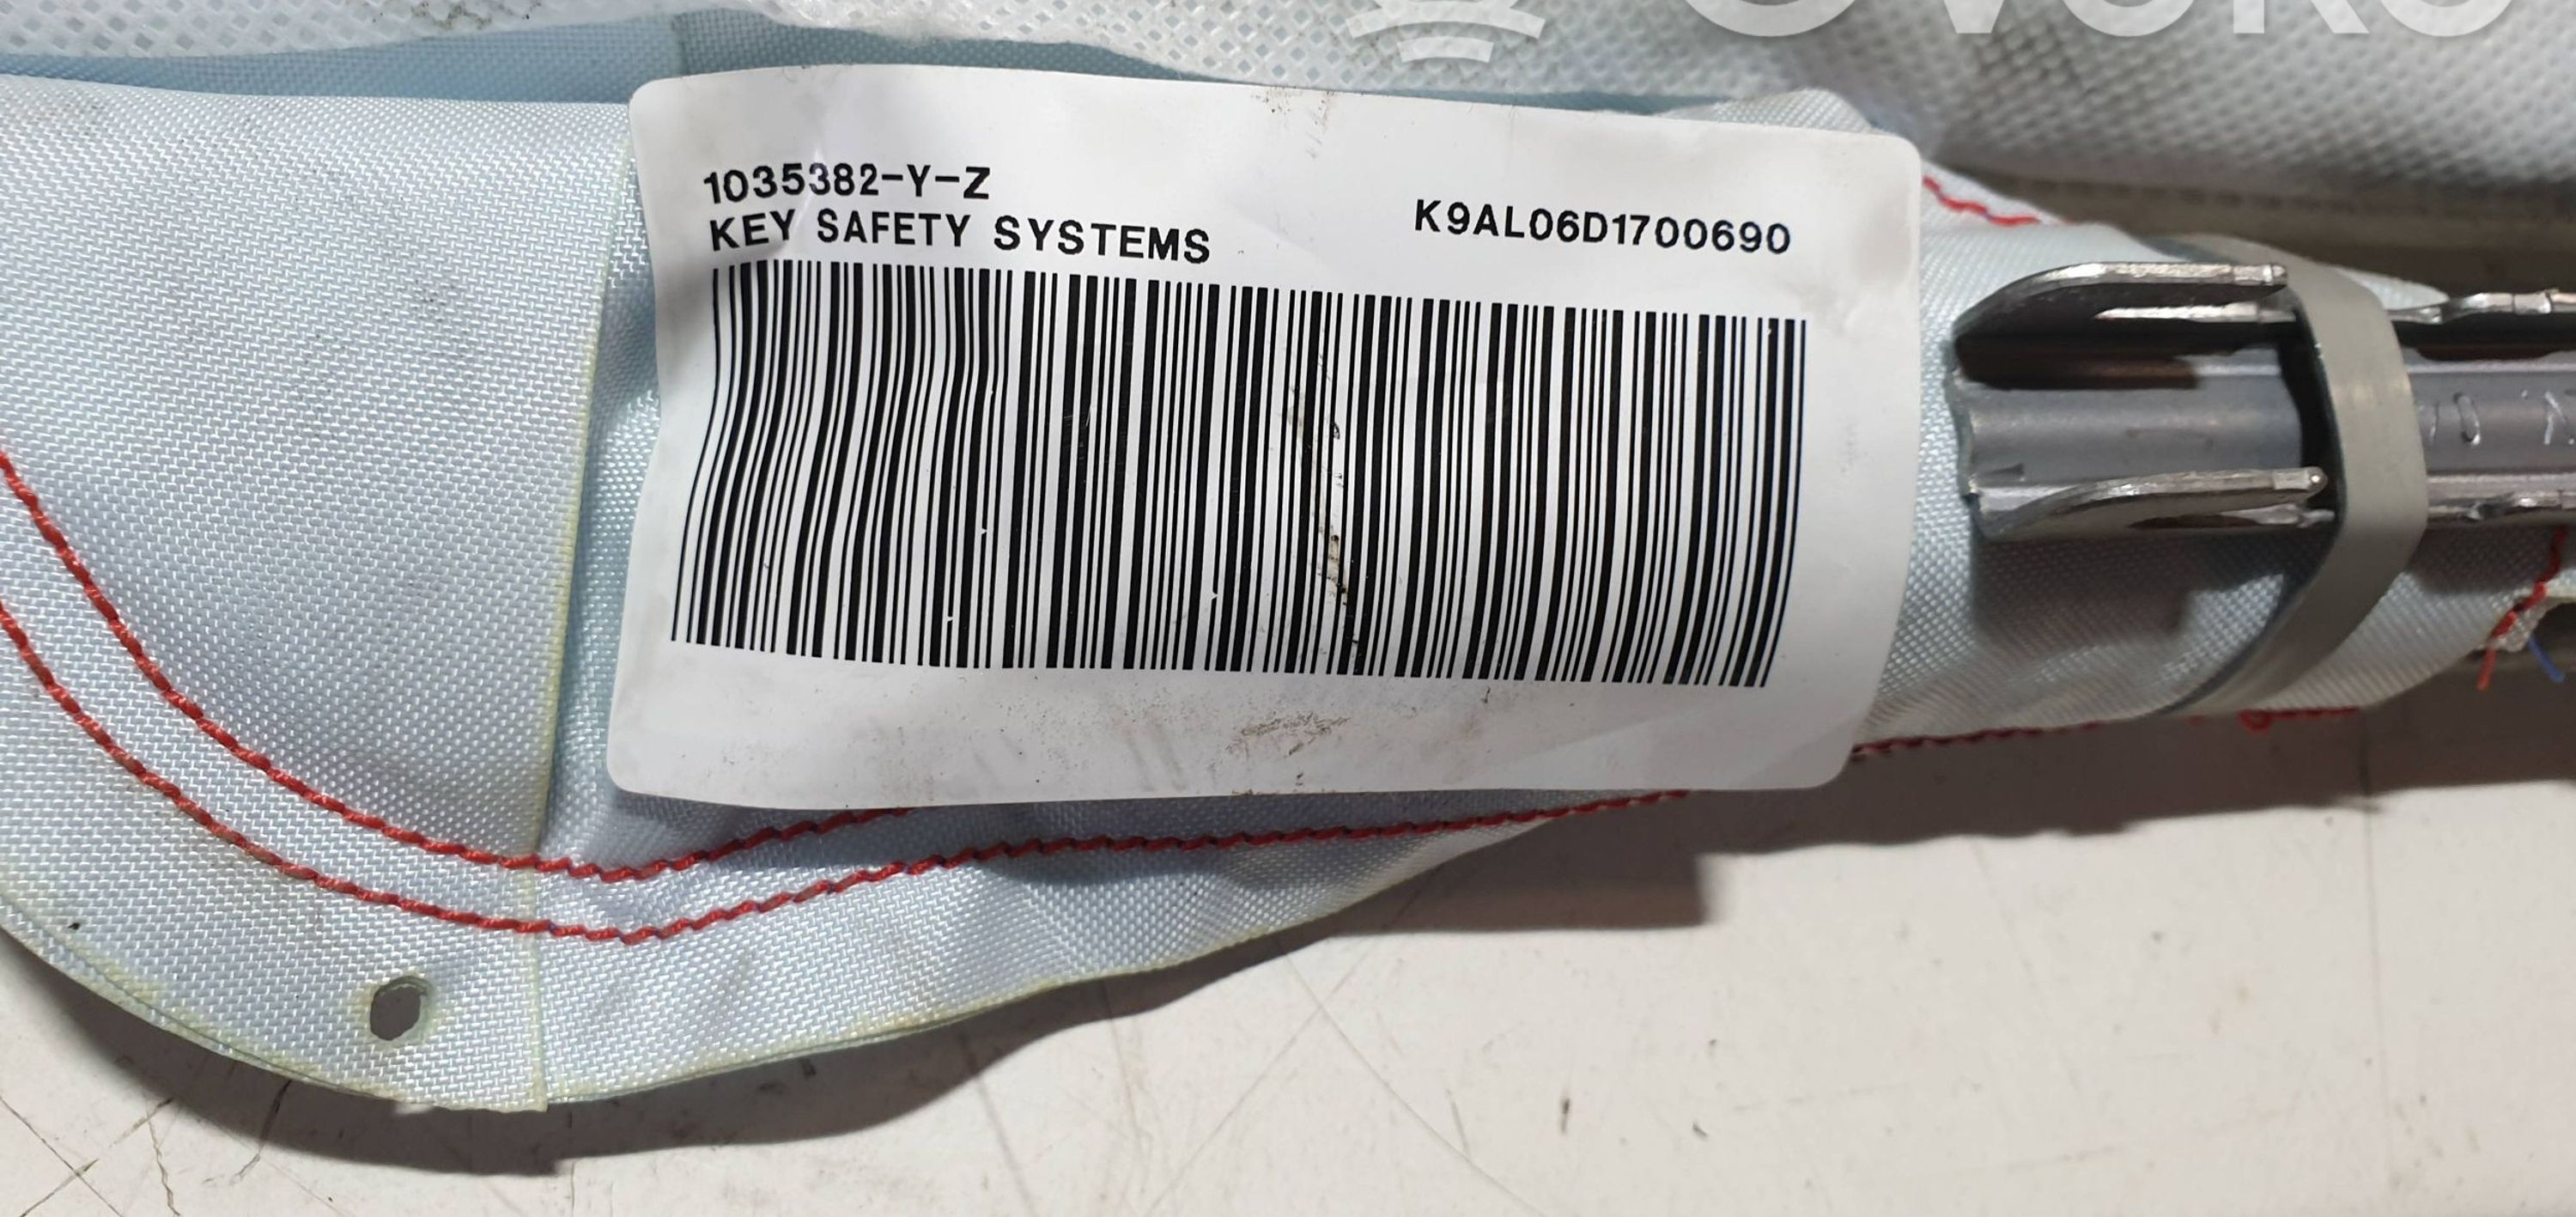 1035382-Y-Z
KEY SAFETY SYSTEMS
K9AL06D1700690